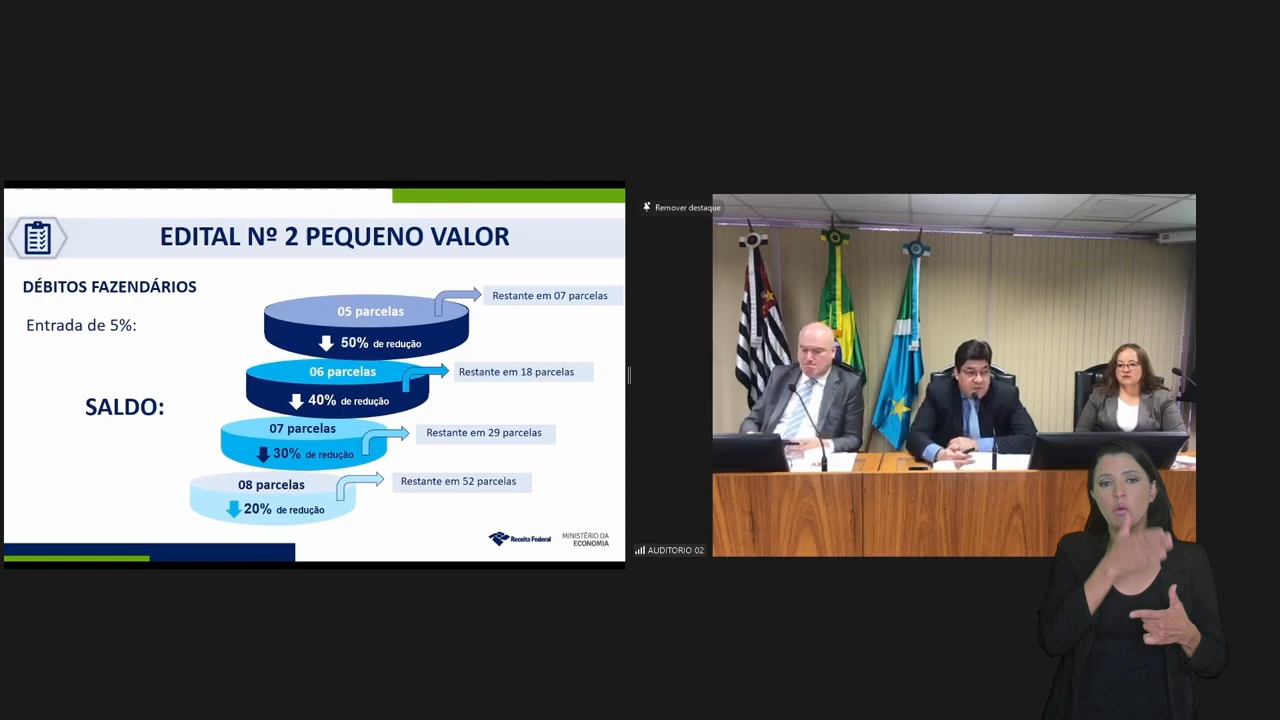 EDITAL Nº 2 PEQUENO VALOR
DÉBITOS FAZENDÁRIOS
Entrada de 5%:
SALDO:
05 parcelas
50% de redução
Restante em 07 parcelas
06 parcelas
40% de redução
Restante em 18 parcelas
07 parcelas
30% de redução
Restante em 29 parcelas
08 parcelas
20% de redução
Restante em 52 parcelas
Receita Federal
MINISTÉRIO DA
ECONOMIA
Remover destaque
AUDITORIO 02